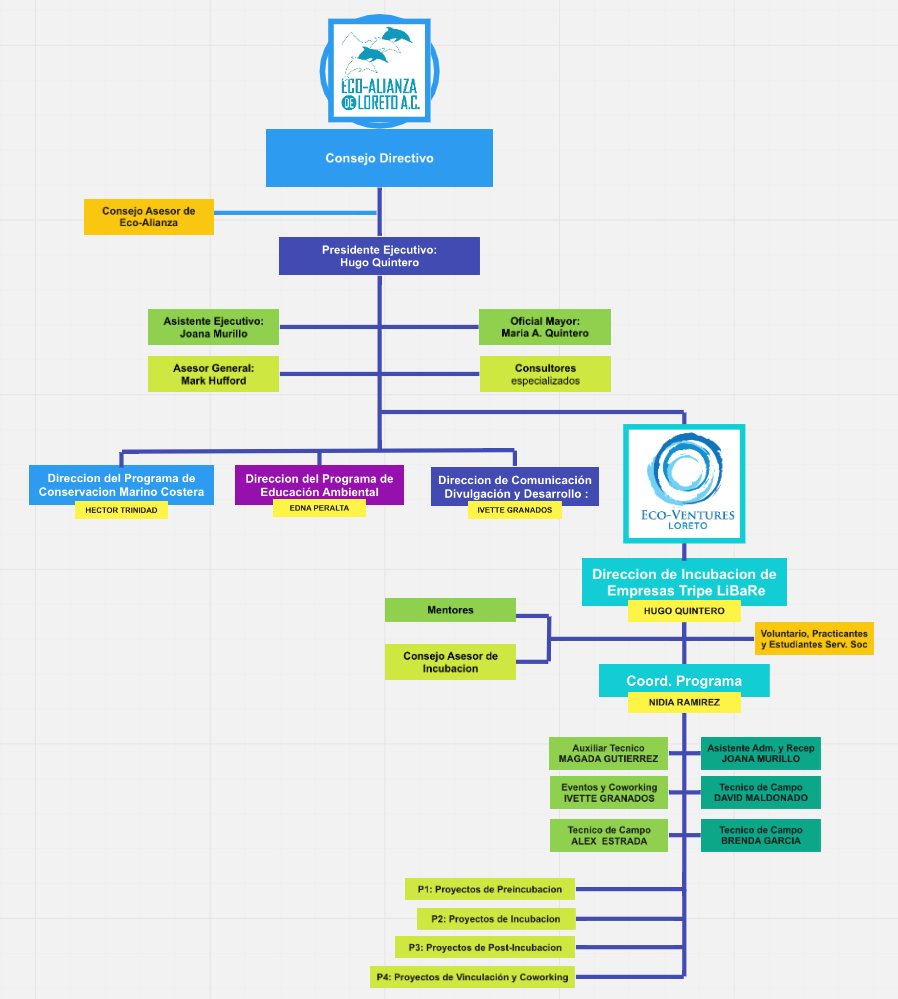 ECO-ALIANZA
DE LORETO A.C.
Consejo Directivo
Consejo Asesor de
Eco-Alianza
Presidente Ejecutivo:
Hugo Quintero
Asistente Ejecutivo:
Joana Murillo
Oficial Mayor:
Maria A. Quintero
Asesor General:
Mark Hufford
Consultores
especializados
Direccion del Programa de
Conservacion Marino Costera
HECTOR TRINIDAD
Direccion del Programa de
Educación Ambiental
EDNA PERALTA
Direccion de Comunicación
Divulgación y Desarrollo :
IVETTE GRANADOS
ECO-VENTURES
LORETO
Direccion de Incubacion de
Empresas Tripe LiBaRe
HUGO QUINTERO
Mentores
Consejo Asesor de
Incubacion
Voluntario, Practicantes
y Estudiantes Serv. Soc
Coord. Programa
NIDIA RAMIREZ
Auxiliar Tecnico
MAGADA GUTIERREZ
Asistente Adm. y Recep
JOANA MURILLO
Eventos y Coworking
IVETTE GRANADOS
Tecnico de Campo
DAVID MALDONADO
Tecnico de Campo
ALEX ESTRADA
Tecnico de Campo
BRENDA GARCIA
P1: Proyectos de Preincubacion
P2: Proyectos de Incubacion
P3: Proyectos de Post-Incubacion
P4: Proyectos de Vinculación y Coworking